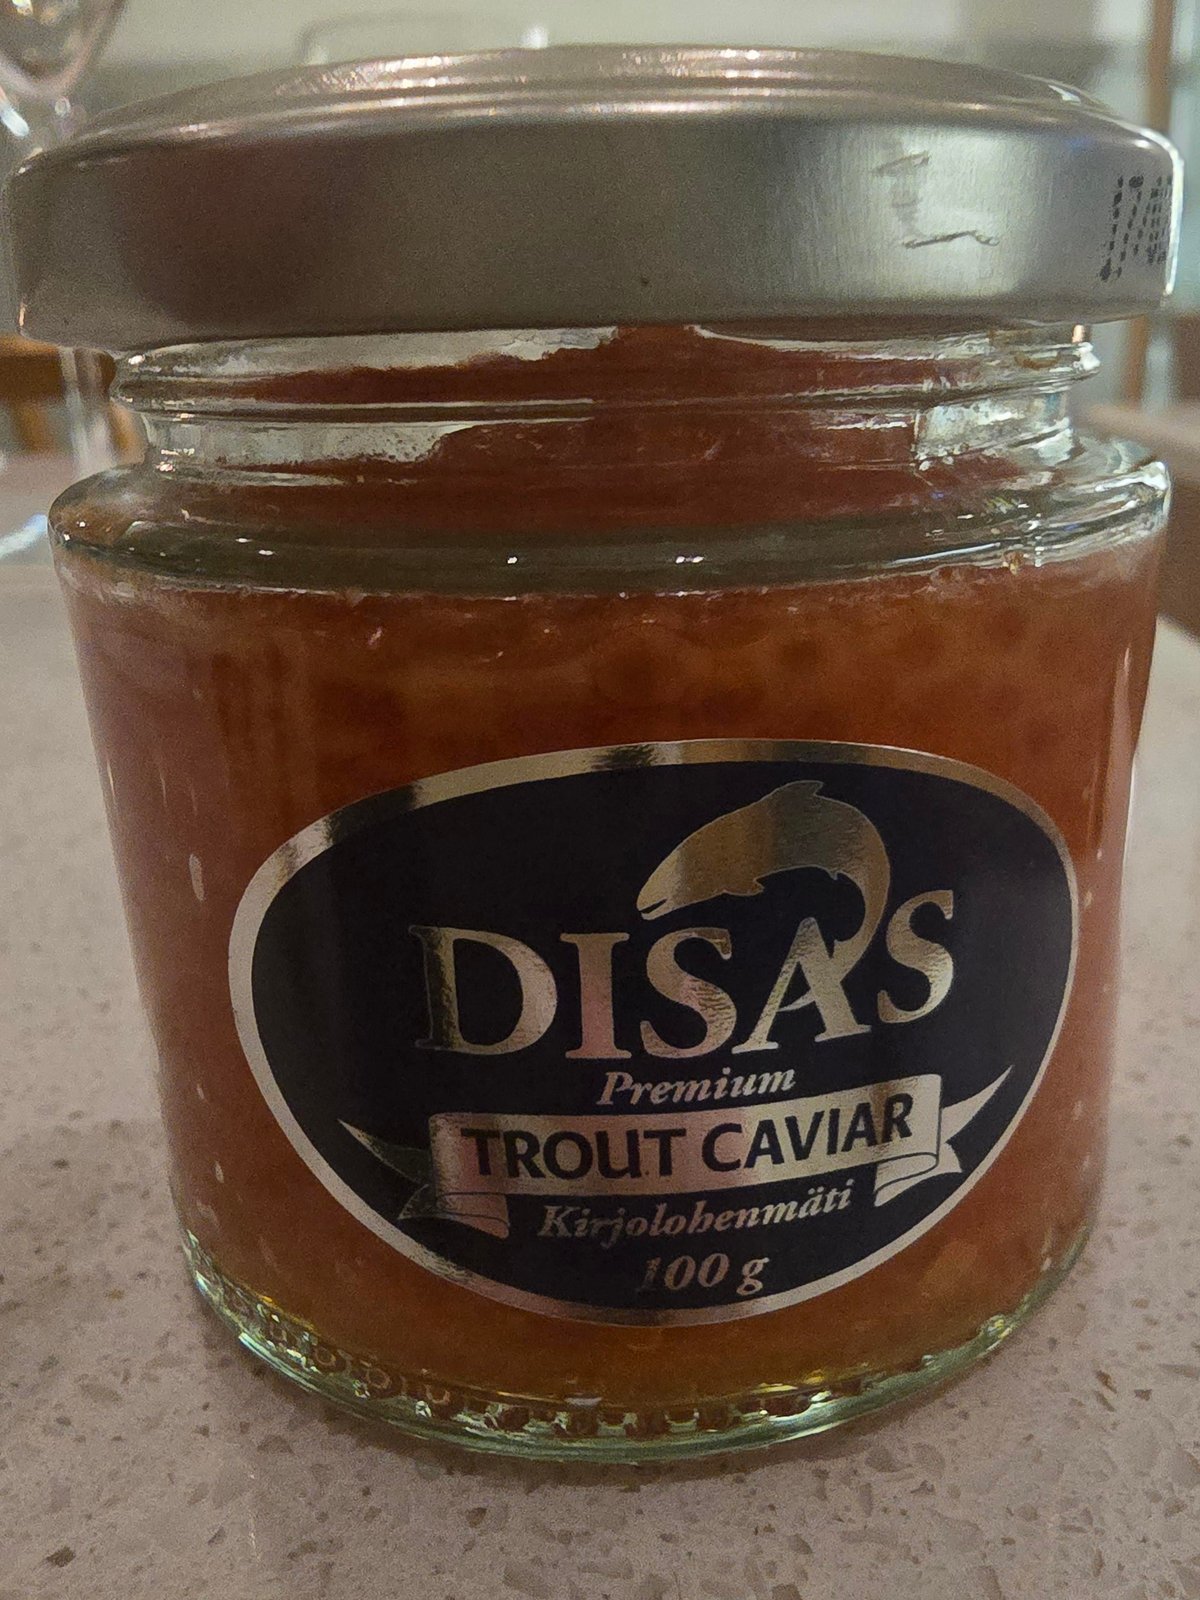 DISAS
Premium
TROUT CAVIAR
Kirjolohenmäti
100 g